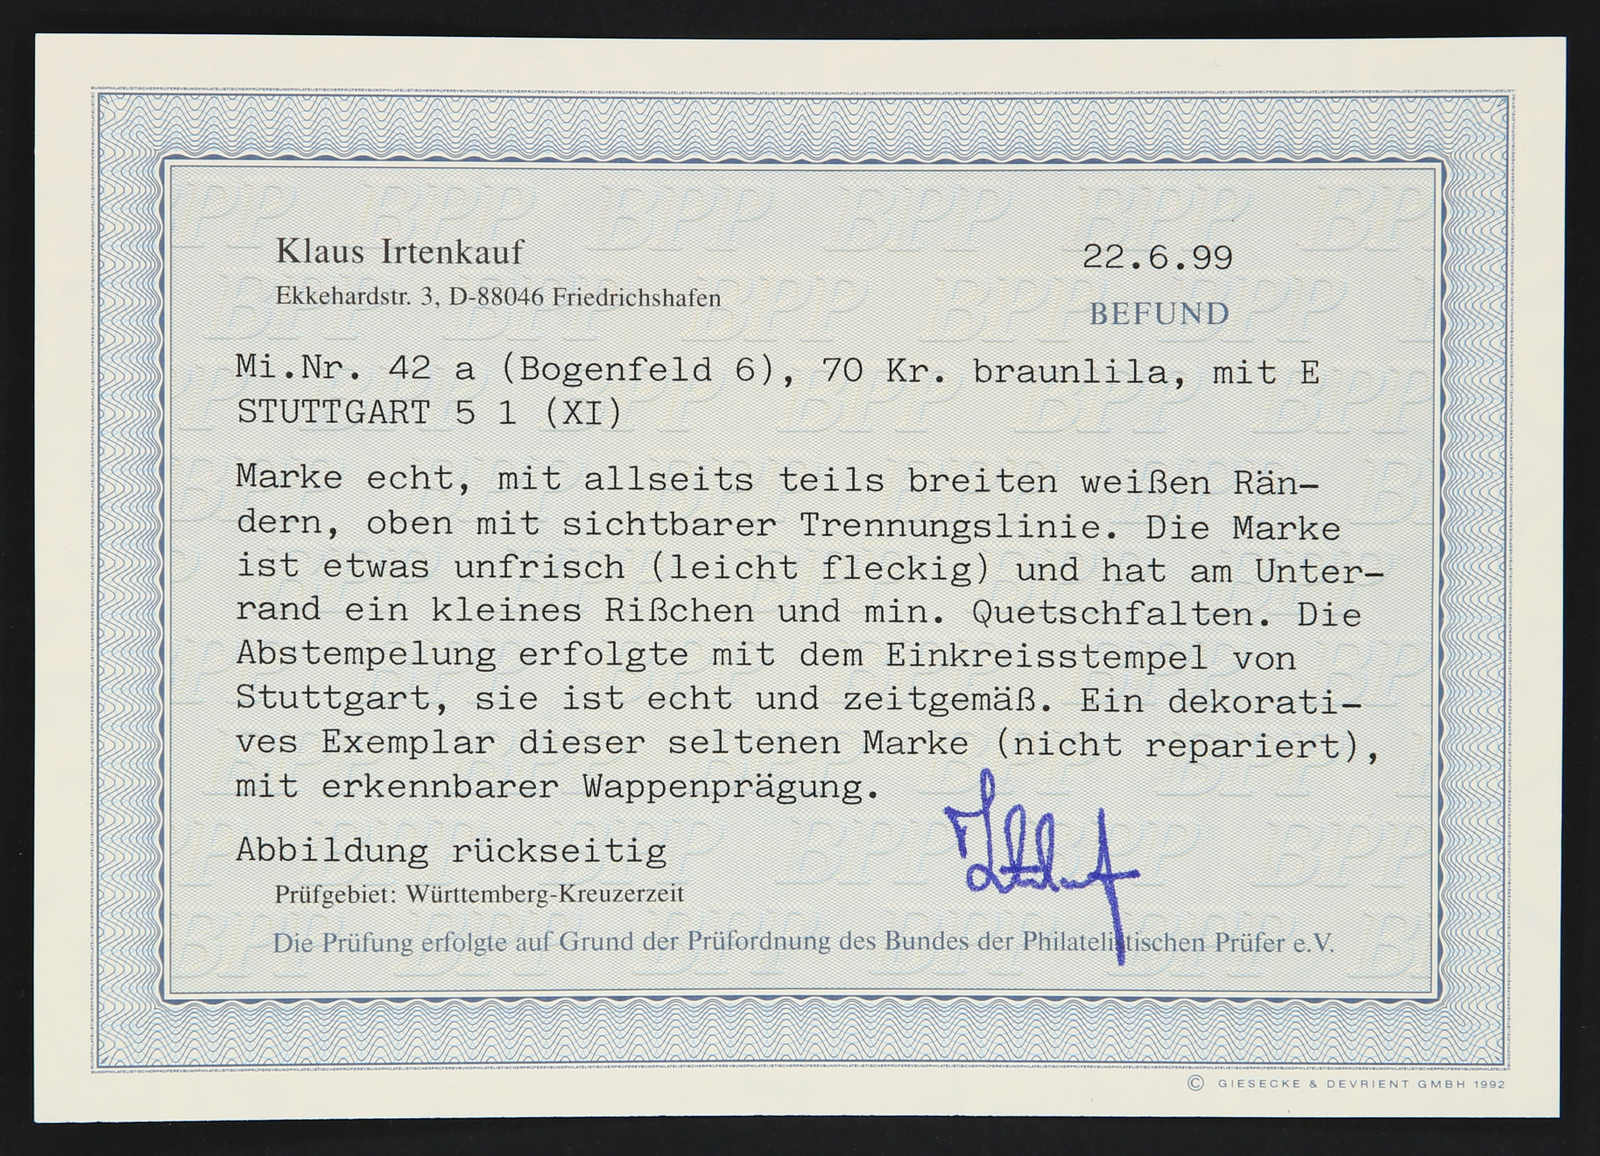 Klaus Irtenkauf
Ekkehardstr. 3, D-88046 Friedrichshafen
22.6.99
BEFUND
Mi.Nr. 42 a (Bogenfeld 6), 70 Kr. braunlila, mit E
STUTTGART 5 1 (XI)
Marke echt, mit allseits teils breiten weißen Rän-
dern, oben mit sichtbarer Trennungslinie. Die Marke
ist etwas unfrisch (leicht fleckig) und hat am Unter-
rand ein kleines Rißchen und min. Quetschfalten. Die
Abstempelung erfolgte mit dem Einkreisstempel von
Stuttgart, sie ist echt und zeitgemäß. Ein dekorati-
ves Exemplar dieser seltenen Marke (nicht repariert),
mit erkennbarer Wappenprägung.
Abbildung rückseitig
Prüfgebiet: Württemberg-Kreuzerzeit
Die Prüfung erfolgte auf Grund der Prüfordnung des Bundes der Philatelistischen Prüfer e.V.
© GIESECKE & DEVRIENT GMBH 1992